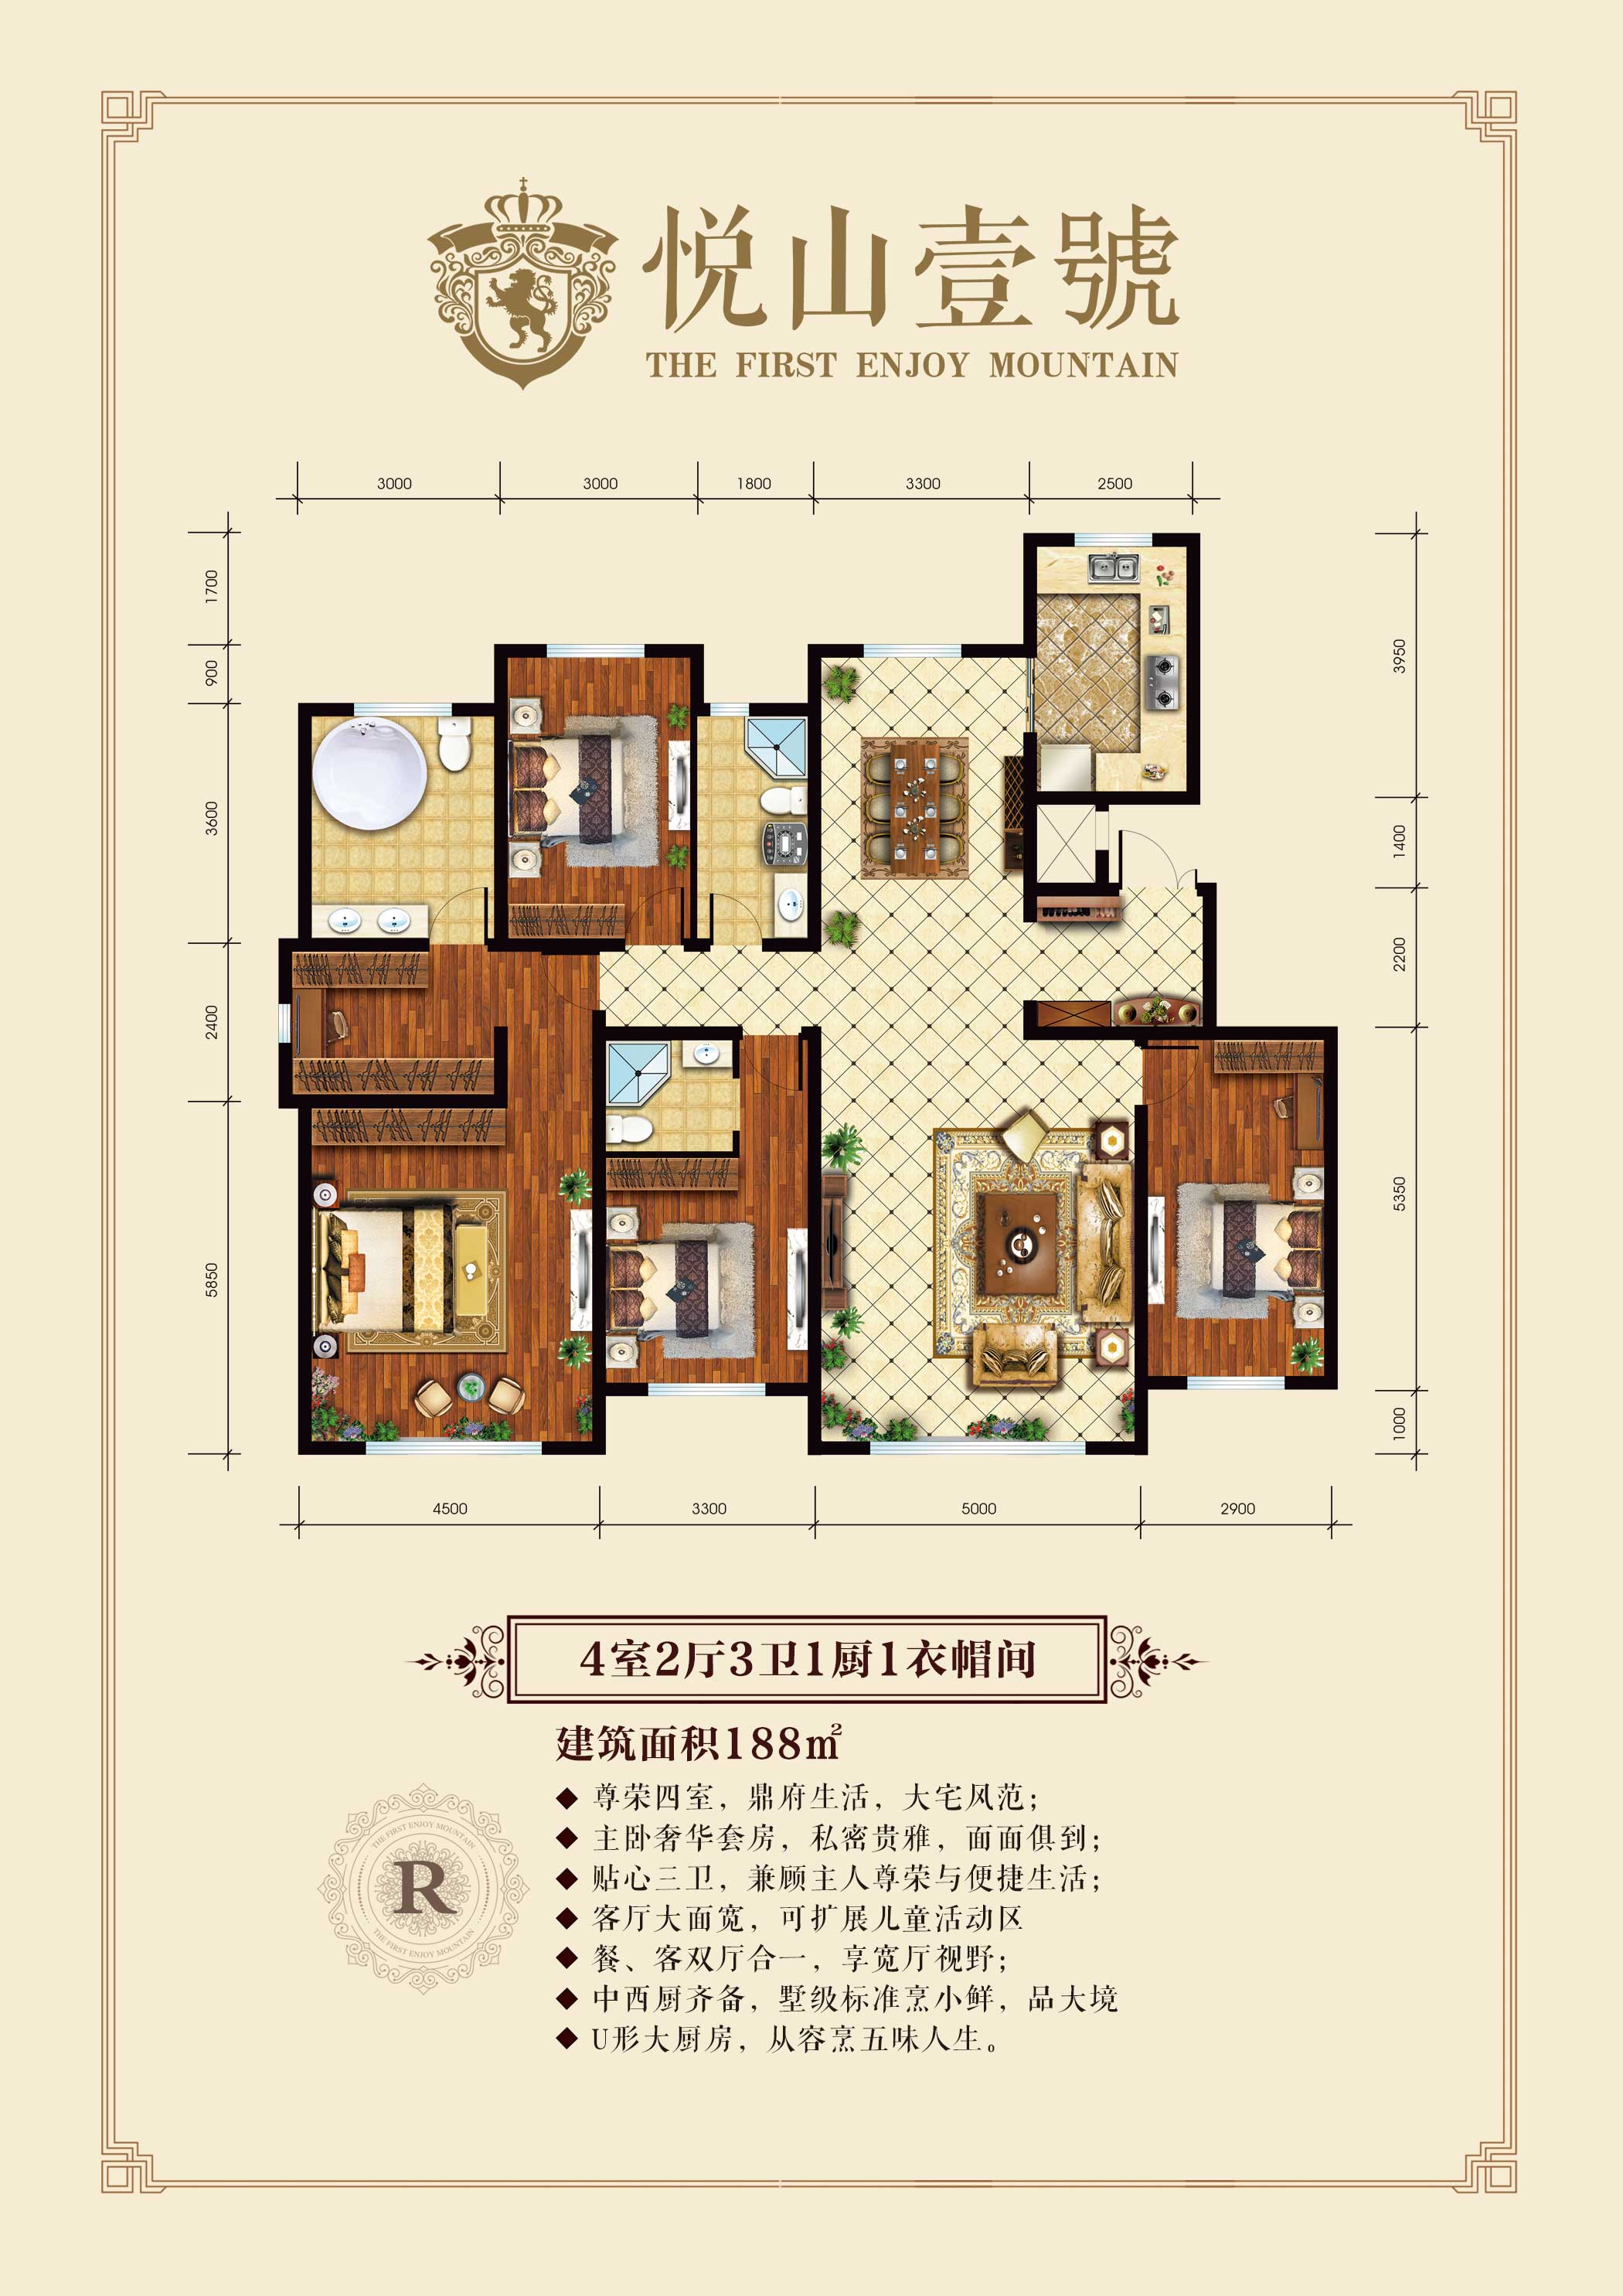 悦山壹號
THE FIRST ENJOY MOUNTAIN
3000 3000 1800 3300 2500
1700
900
3600
2400
5850
3950
1400
2200
5350
1000
4500 3300 5000 2900
4室2厅3卫1厨1衣帽间
建筑面积188㎡
◆ 尊荣四室，鼎府生活，大宅风范；
◆ 主卧奢华套房，私密贵雅，面面俱到；
◆ 贴心三卫，兼顾主人尊荣与便捷生活；
◆ 客厅大面宽，可扩展儿童活动区
◆ 餐、客双厅合一，享宽厅视野；
◆ 中西厨齐备，墅级标准烹小鲜，品大境
◆ U形大厨房，从容烹五味人生。
THE FIRST ENJOY MOUNTAIN
R
THE FIRST ENJOY MOUNTAIN